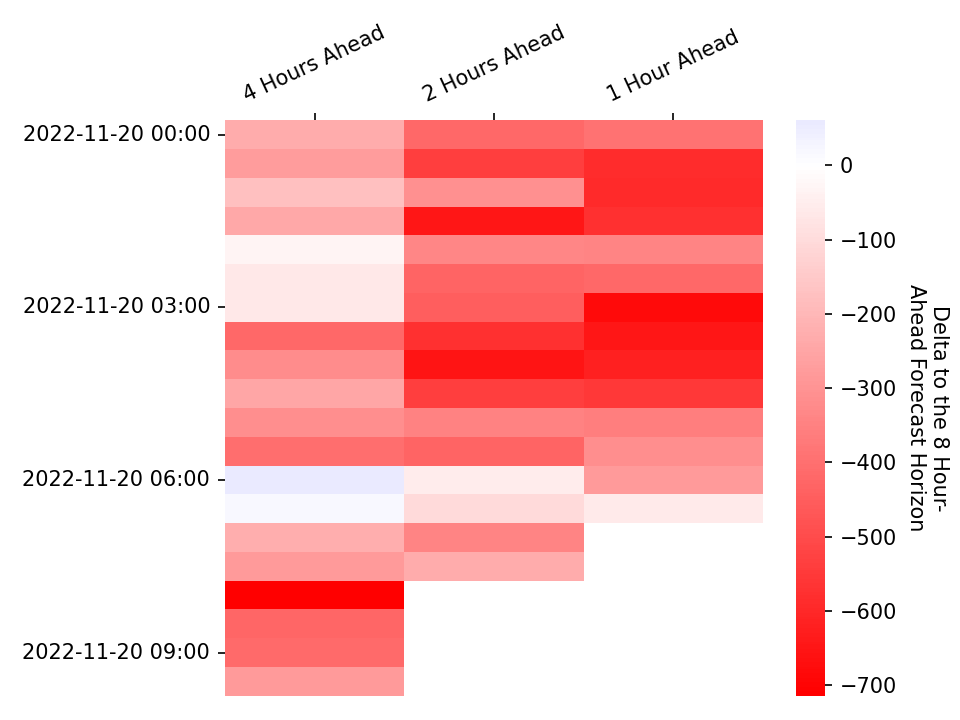 4 Hours Ahead
2 Hours Ahead
1 Hour Ahead
2022-11-20 00:00
2022-11-20 03:00
2022-11-20 06:00
2022-11-20 09:00
0
−100
−200
−300
−400
−500
−600
−700
Delta to the 8 Hour-
Ahead Forecast Horizon